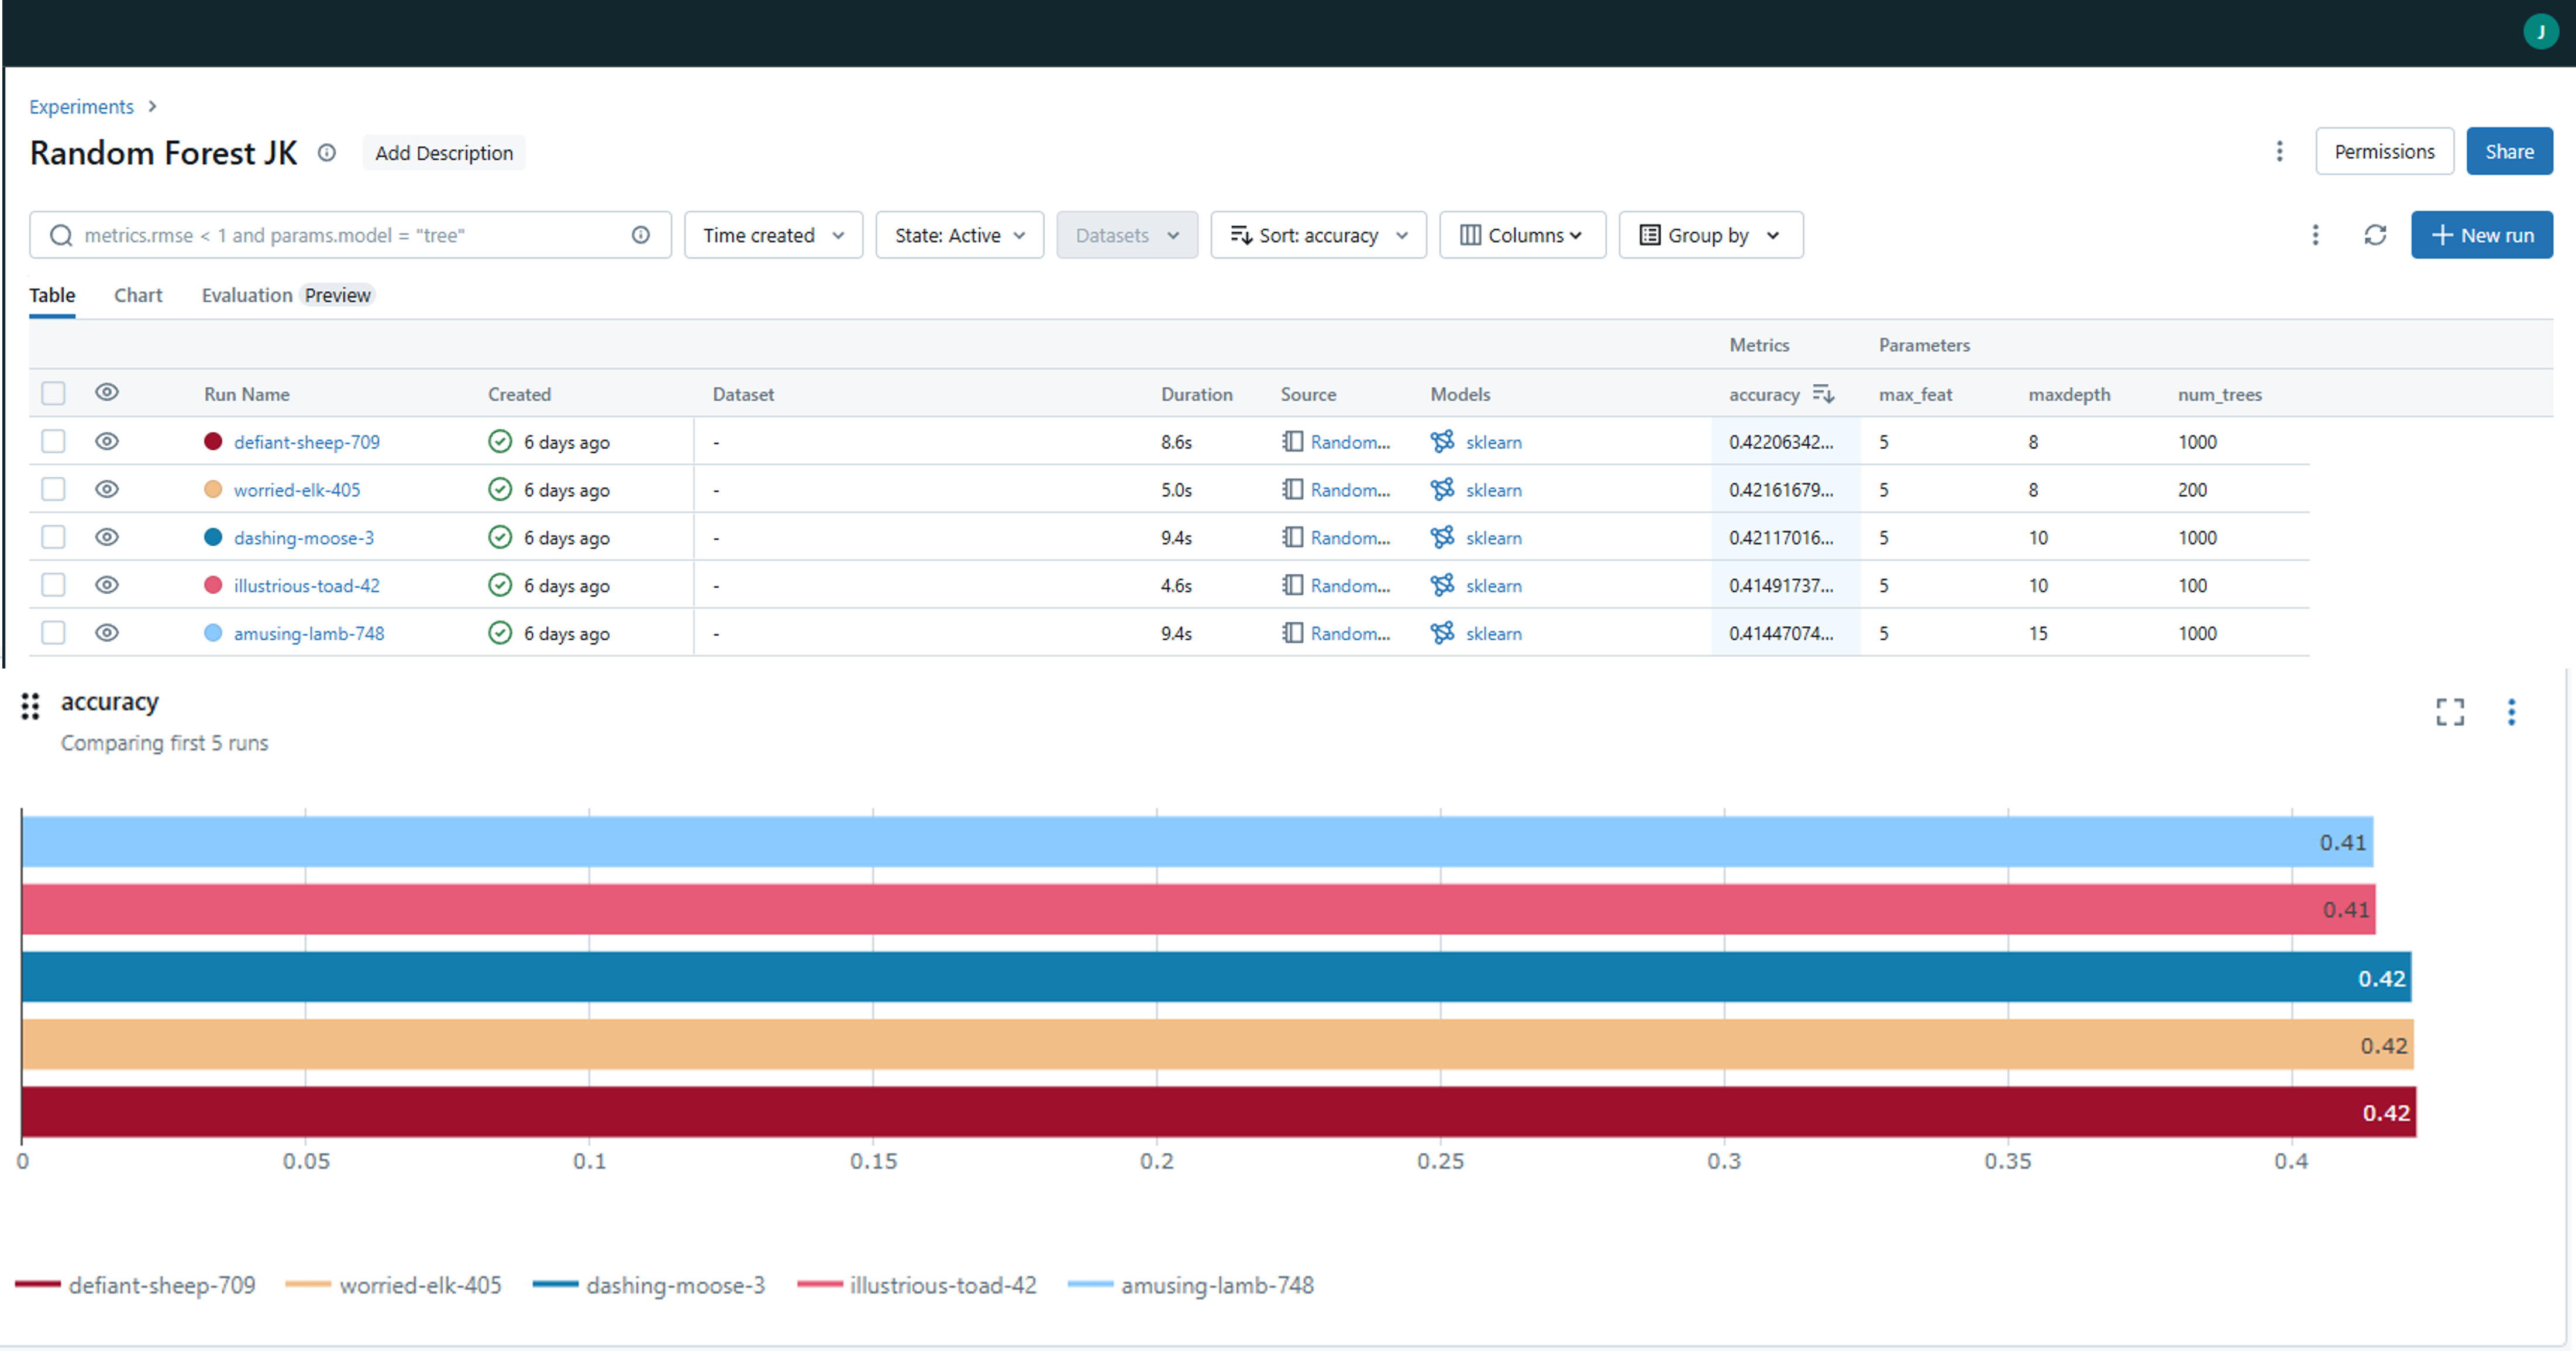 J
Experiments >
Random Forest JK Add Description Permissions Share
metrics.rmse < 1 and params.model = "tree" Time created State: Active Datasets Sort: accuracy Columns Group by + New run
Table Chart Evaluation Preview
Metrics Parameters
Run Name Created Dataset Duration Source Models accuracy max_feat maxdepth num_trees
defiant-sheep-709 6 days ago - 8.6s Random... sklearn 0.42206342... 5 8 1000
worried-elk-405 6 days ago - 5.0s Random... sklearn 0.42161679... 5 8 200
dashing-moose-3 6 days ago - 9.4s Random... sklearn 0.42117016... 5 10 1000
illustrious-toad-42 6 days ago - 4.6s Random... sklearn 0.41491737... 5 10 100
amusing-lamb-748 6 days ago - 9.4s Random... sklearn 0.41447074... 5 15 1000
accuracy
Comparing first 5 runs
0.41
0.41
0.42
0.42
0.42
0 0.05 0.1 0.15 0.2 0.25 0.3 0.35 0.4
defiant-sheep-709 worried-elk-405 dashing-moose-3 illustrious-toad-42 amusing-lamb-748